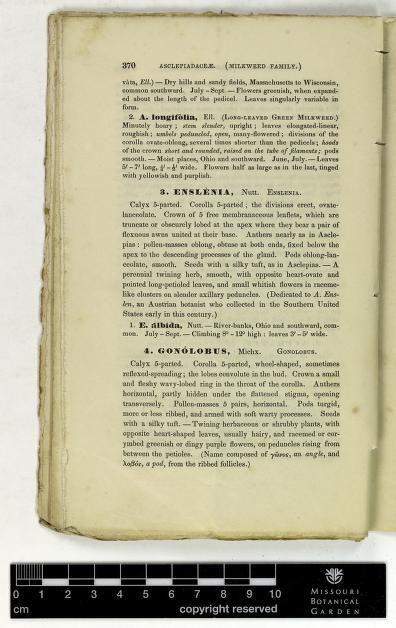 370 ASCLEPIADACEÆ. (MILKWEED FAMILY.)
vàta, Ell.) — Dry hills and sandy fields, Massachusetts to Wisconsin,
common southward. July – Sept. — Flowers greenish, when expand-
ed about the length of the pedicel. Leaves singularly variable in
form.
2. A. longifòlia, Ell. (LONG-LEAVED GREEN MILKWEED.)
Minutely hoary; stem slender, upright; leaves elongated-linear,
roughish; umbels peduncled, open, many-flowered; divisions of the
corolla ovate-oblong, several times shorter than the pedicels; hoods
of the crown short and rounded, raised on the tube of filaments; pods
smooth. — Moist places, Ohio and southward. June, July. — Leaves
5′ – 7′ long, wide. Flowers half as large as in the last, tinged
with yellowish and purplish.
3. ENSLÈNIA, Nutt. ENSLENIA.
Calyx 5-parted. Corolla 5-parted; the divisions erect, ovate-
lanceolate. Crown of 5 free membranaceous leaflets, which are
truncate or obscurely lobed at the apex where they bear a pair of
flexuous awns united at their base. Anthers nearly as in Ascle-
pias: pollen-masses oblong, obtuse at both ends, fixed below the
apex to the descending processes of the gland. Pods oblong-lan-
ceolate, smooth. Seeds with a silky tuft, as in Asclepias. — A
perennial twining herb, smooth, with opposite heart-ovate and
pointed long-petioled leaves, and small whitish flowers in raceme-
like clusters on slender axillary peduncles. (Dedicated to A. Ens-
len, an Austrian botanist who collected in the Southern United
States early in this century.)
1. E. álbida, Nutt. — River-banks, Ohio and southward, com-
mon. July – Sept. — Climbing 8° – 12° high: leaves 3′ – 5′ wide.
4. GONÓLOBUS, Michx. GONOLOBUS.
Calyx 5-parted. Corolla 5-parted, wheel-shaped, sometimes
reflexed-spreading; the lobes convolute in the bud. Crown a small
and fleshy wavy-lobed ring in the throat of the corolla. Anthers
horizontal, partly hidden under the flattened stigma, opening
transversely. Pollen-masses 5 pairs, horizontal. Pods turgid,
more or less ribbed, and armed with soft warty processes. Seeds
with a silky tuft. — Twining herbaceous or shrubby plants, with
opposite heart-shaped leaves, usually hairy, and racemed or cor-
ymbed greenish or dingy purple flowers, on peduncles rising from
between the petioles. (Name composed of γῶνος, an angle, and
λοβός, a pod, from the ribbed follicles.)
0 1 2 3 4 5 6 7 8 9 10
cm copyright reserved
MISSOURI
BOTANICAL
GARDEN